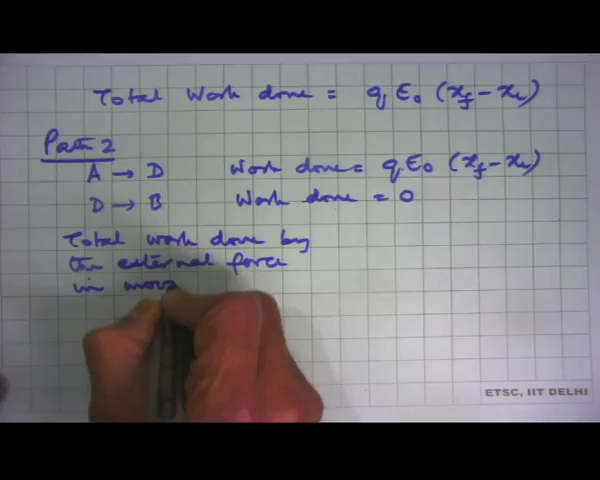 Total Work done = q E₀ (x_f - x_i)
Path 2
A → D Work done = q E₀ (x_f - x_i)
D → B Work done = 0
Total work done by
the external force
in mov
ETSC, IIT DELHI